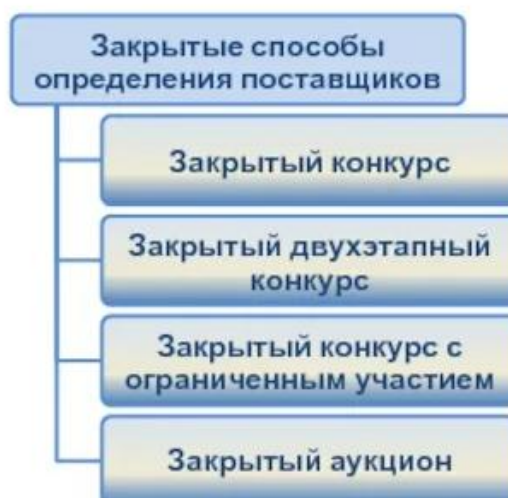 Закрытые способы
определения поставщиков
Закрытый конкурс
Закрытый двухэтапный
конкурс
Закрытый конкурс с
ограниченным участием
Закрытый аукцион